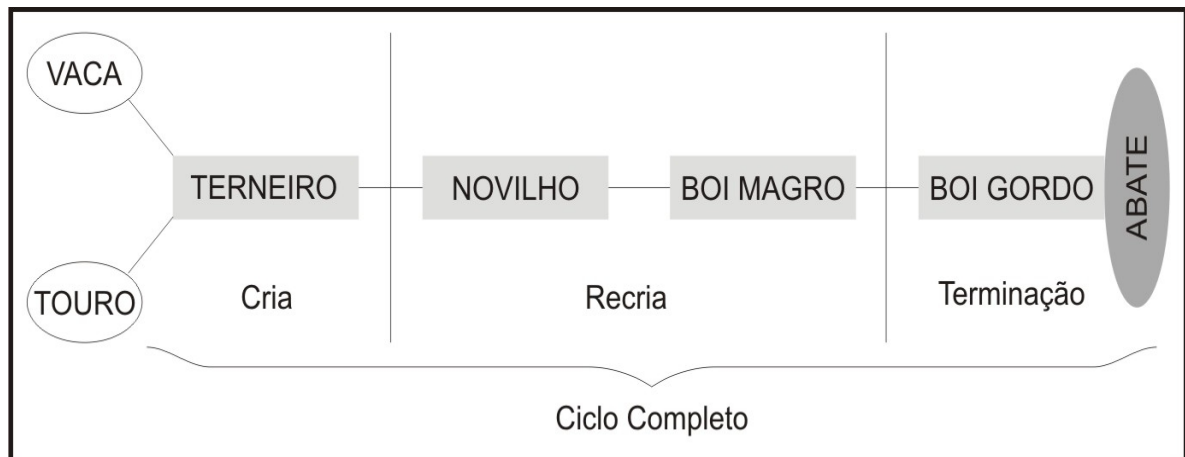 VACA
TERNEIRO
NOVILHO
BOI MAGRO
BOI GORDO
ABATE
TOURO
Cria
Recria
Terminação
Ciclo Completo